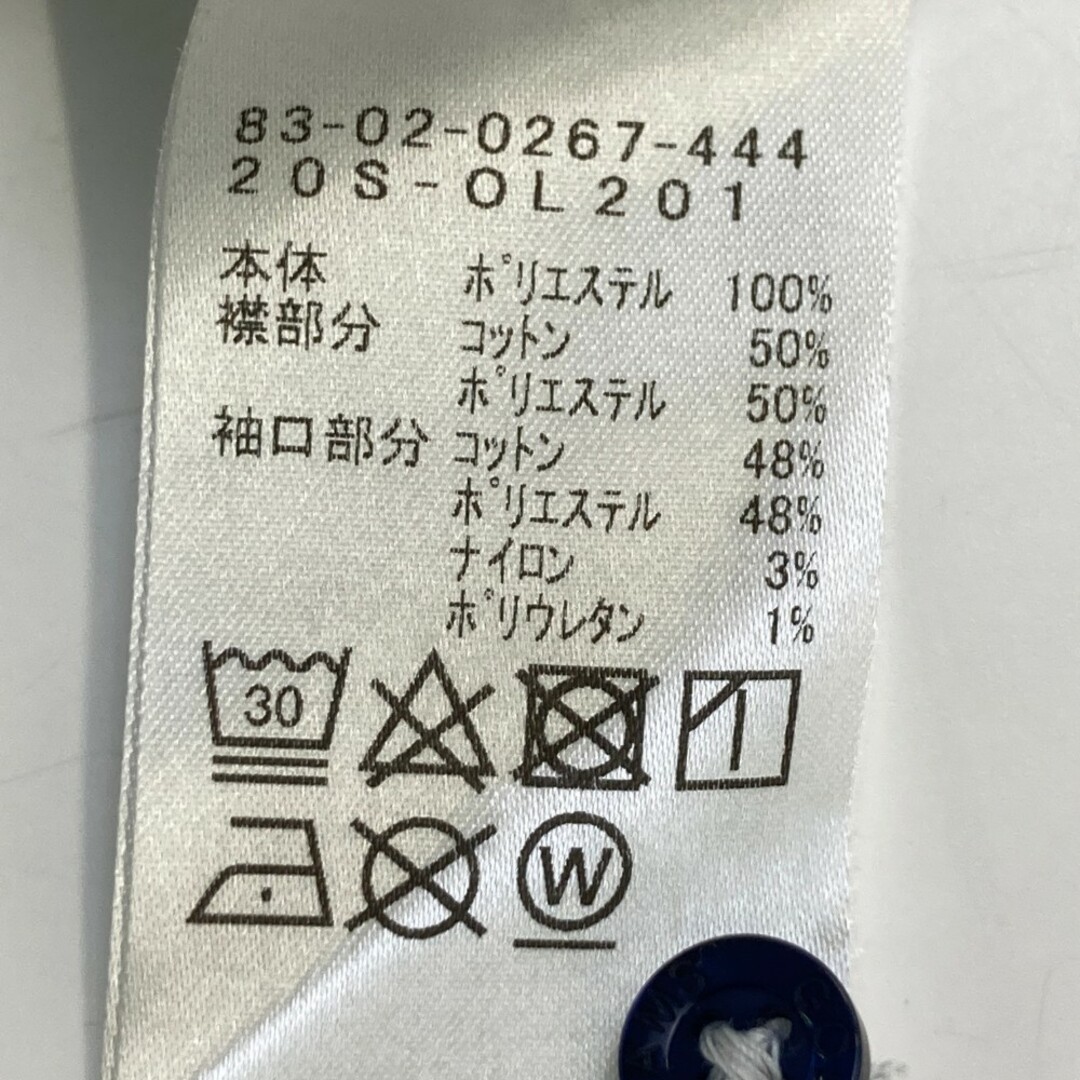 83-02-0267-444
20S-OL201
本体 ポリエステル 100%
襟部分 コットン 50%
ポリエステル 50%
袖口部分 コットン 48%
ポリエステル 48%
ナイロン 3%
ポリウレタン 1%
30
W